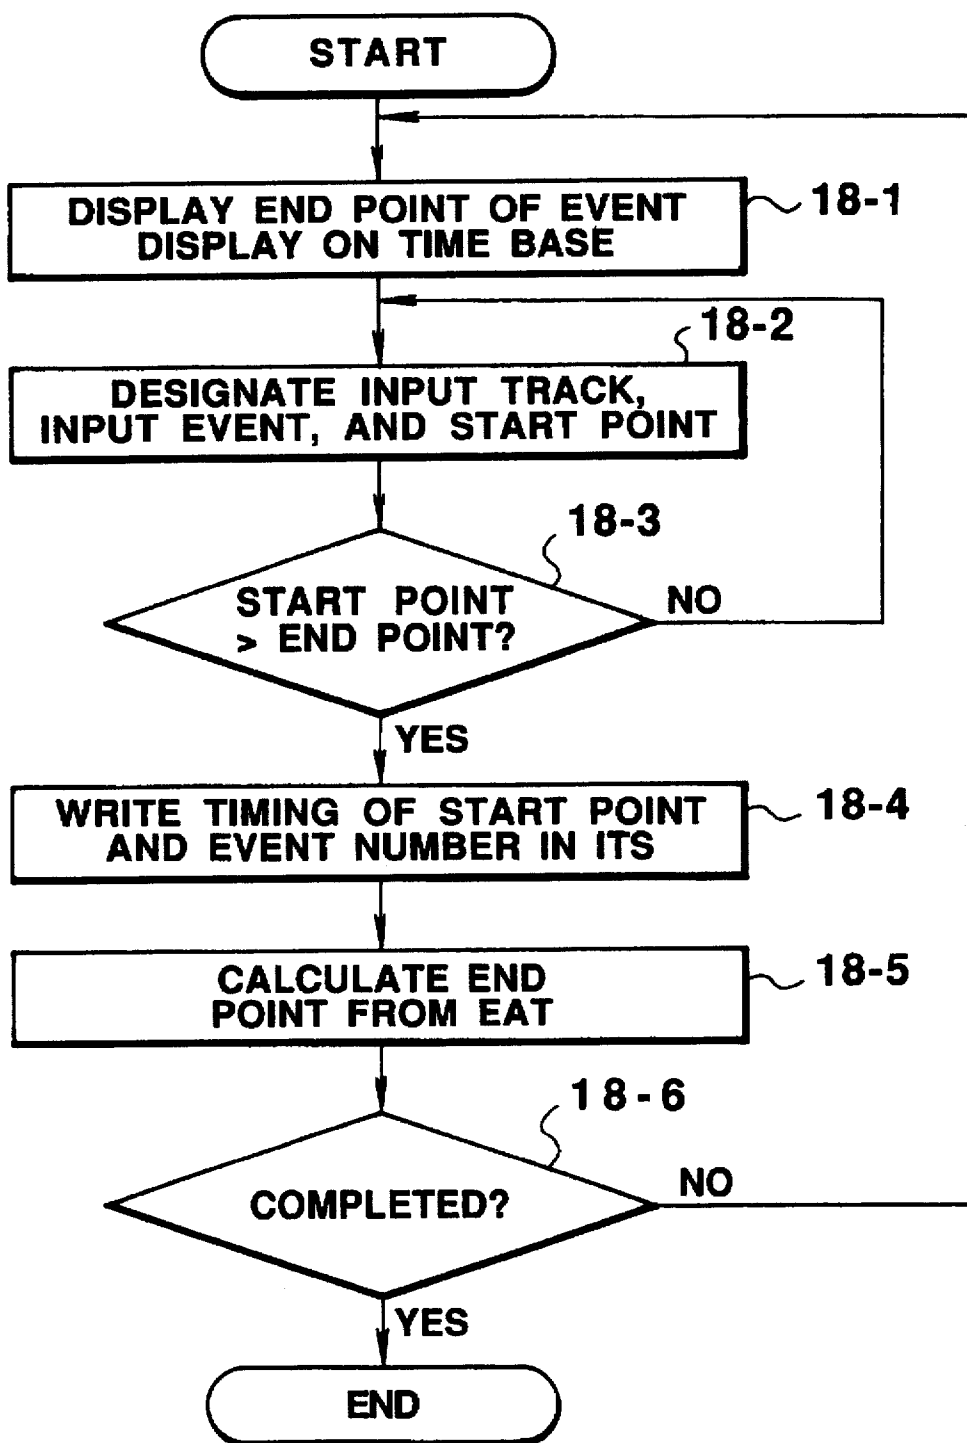 START
DISPLAY END POINT OF EVENT
DISPLAY ON TIME BASE
18-1
18-2
DESIGNATE INPUT TRACK,
INPUT EVENT, AND START POINT
18-3
START POINT
> END POINT?
NO
YES
WRITE TIMING OF START POINT
AND EVENT NUMBER IN ITS
18-4
CALCULATE END
POINT FROM EAT
18-5
18-6
COMPLETED?
NO
YES
END